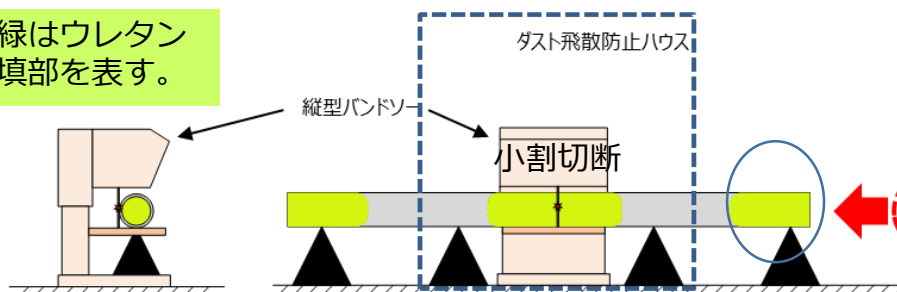 緑はウレタン
填部を表す。
ダスト飛散防止ハウス
縦型バンドソー
小割切断